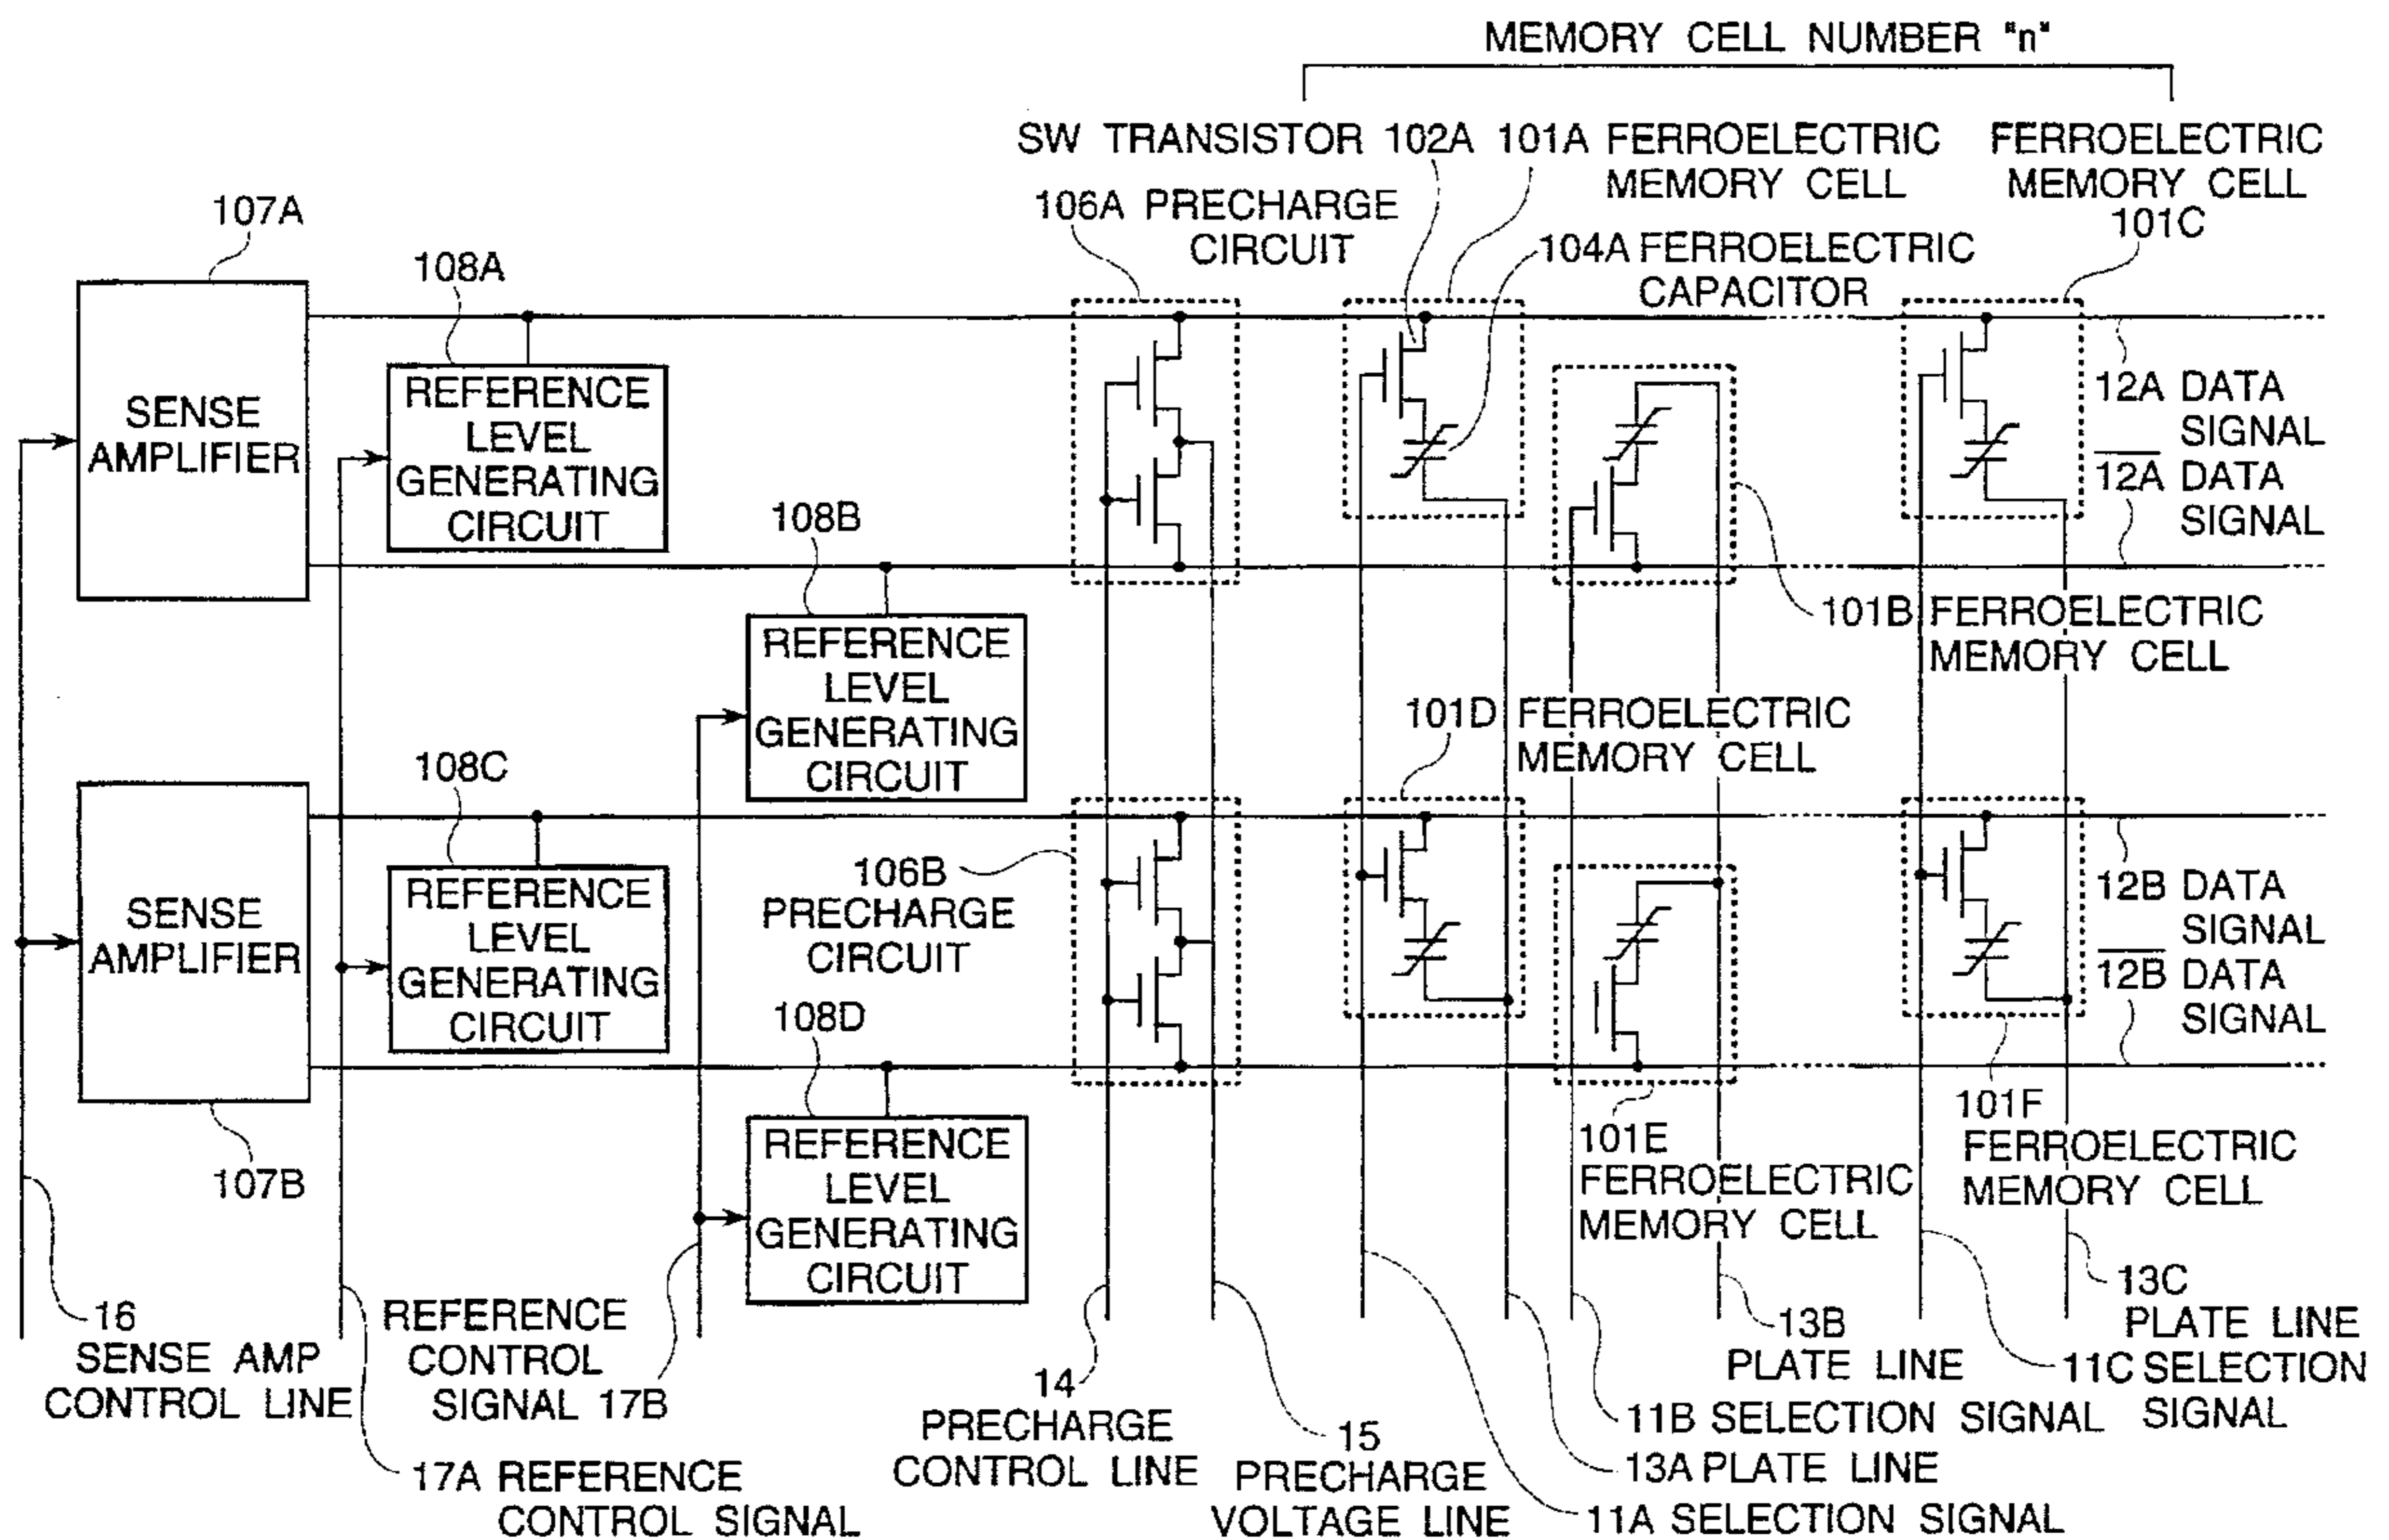 MEMORY CELL NUMBER "n"
SW TRANSISTOR 102A 101A FERROELECTRIC
MEMORY CELL
FERROELECTRIC
MEMORY CELL
101C
107A
108A
106A PRECHARGE
CIRCUIT
104A FERROELECTRIC
CAPACITOR
SENSE
AMPLIFIER
REFERENCE
LEVEL
GENERATING
CIRCUIT
12A DATA
SIGNAL
12A DATA
SIGNAL
108B
REFERENCE
LEVEL
GENERATING
CIRCUIT
101B FERROELECTRIC
MEMORY CELL
101D FERROELECTRIC
MEMORY CELL
108C
SENSE
AMPLIFIER
REFERENCE
LEVEL
GENERATING
CIRCUIT
106B
PRECHARGE
CIRCUIT
12B DATA
SIGNAL
12B DATA
SIGNAL
108D
REFERENCE
LEVEL
GENERATING
CIRCUIT
107B
101E
FERROELECTRIC
MEMORY CELL
101F
FERROELECTRIC
MEMORY CELL
16
SENSE AMP
CONTROL LINE
REFERENCE
CONTROL
SIGNAL 17B
17A REFERENCE
CONTROL SIGNAL
14
PRECHARGE
CONTROL LINE
15
PRECHARGE
VOLTAGE LINE
13C
PLATE LINE
13B
PLATE LINE
11C SELECTION
SIGNAL
11B SELECTION SIGNAL
13A PLATE LINE
11A SELECTION SIGNAL